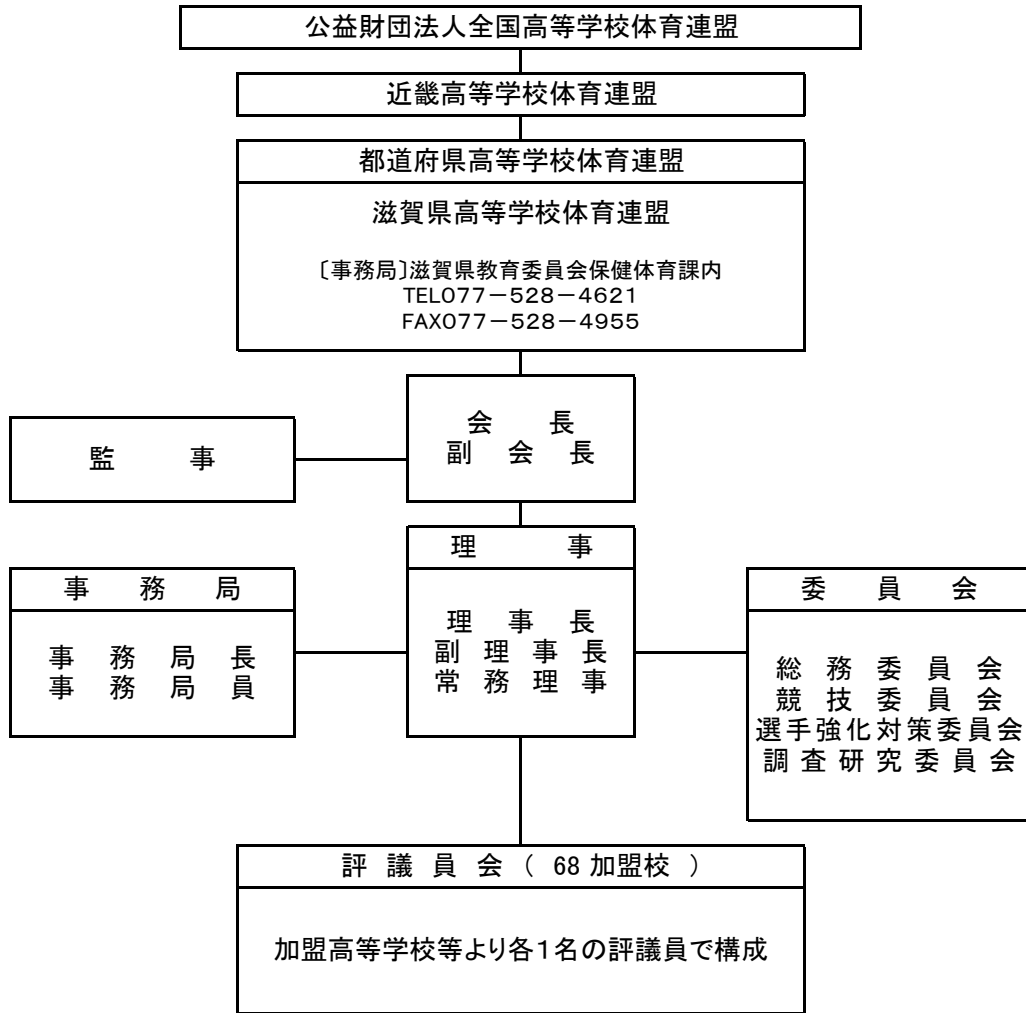 公益財団法人全国高等学校体育連盟
近畿高等学校体育連盟
都道府県高等学校体育連盟
滋賀県高等学校体育連盟
〔事務局〕滋賀県教育委員会保健体育課内
TEL077－528－4621
FAX077－528－4955
会長
副会長
監事
理事
理事長
副理事長
常務理事
事務局
事務局長
事務局員
委員会
総務委員会
競技委員会
選手強化対策委員会
調査研究委員会
評議員会（ 68 加盟校 ）
加盟高等学校等より各１名の評議員で構成